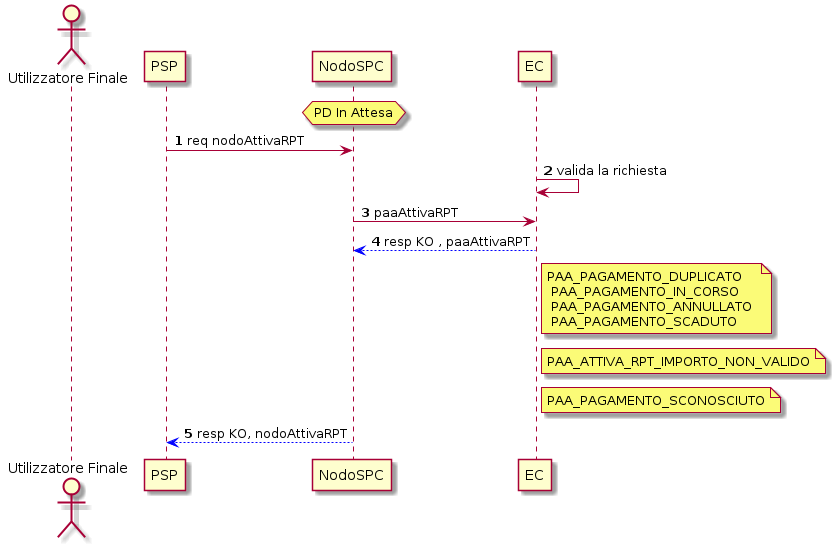 Utilizzatore Finale
PSP
NodoSPC
EC
PD In Attesa
1 req nodoAttivaRPT
2 valida la richiesta
3 paaAttivaRPT
4 resp KO , paaAttivaRPT
PAA_PAGAMENTO_DUPLICATO
PAA_PAGAMENTO_IN_CORSO
PAA_PAGAMENTO_ANNULLATO
PAA_PAGAMENTO_SCADUTO
PAA_ATTIVA_RPT_IMPORTO_NON_VALIDO
PAA_PAGAMENTO_SCONOSCIUTO
5 resp KO, nodoAttivaRPT
Utilizzatore Finale
PSP
NodoSPC
EC